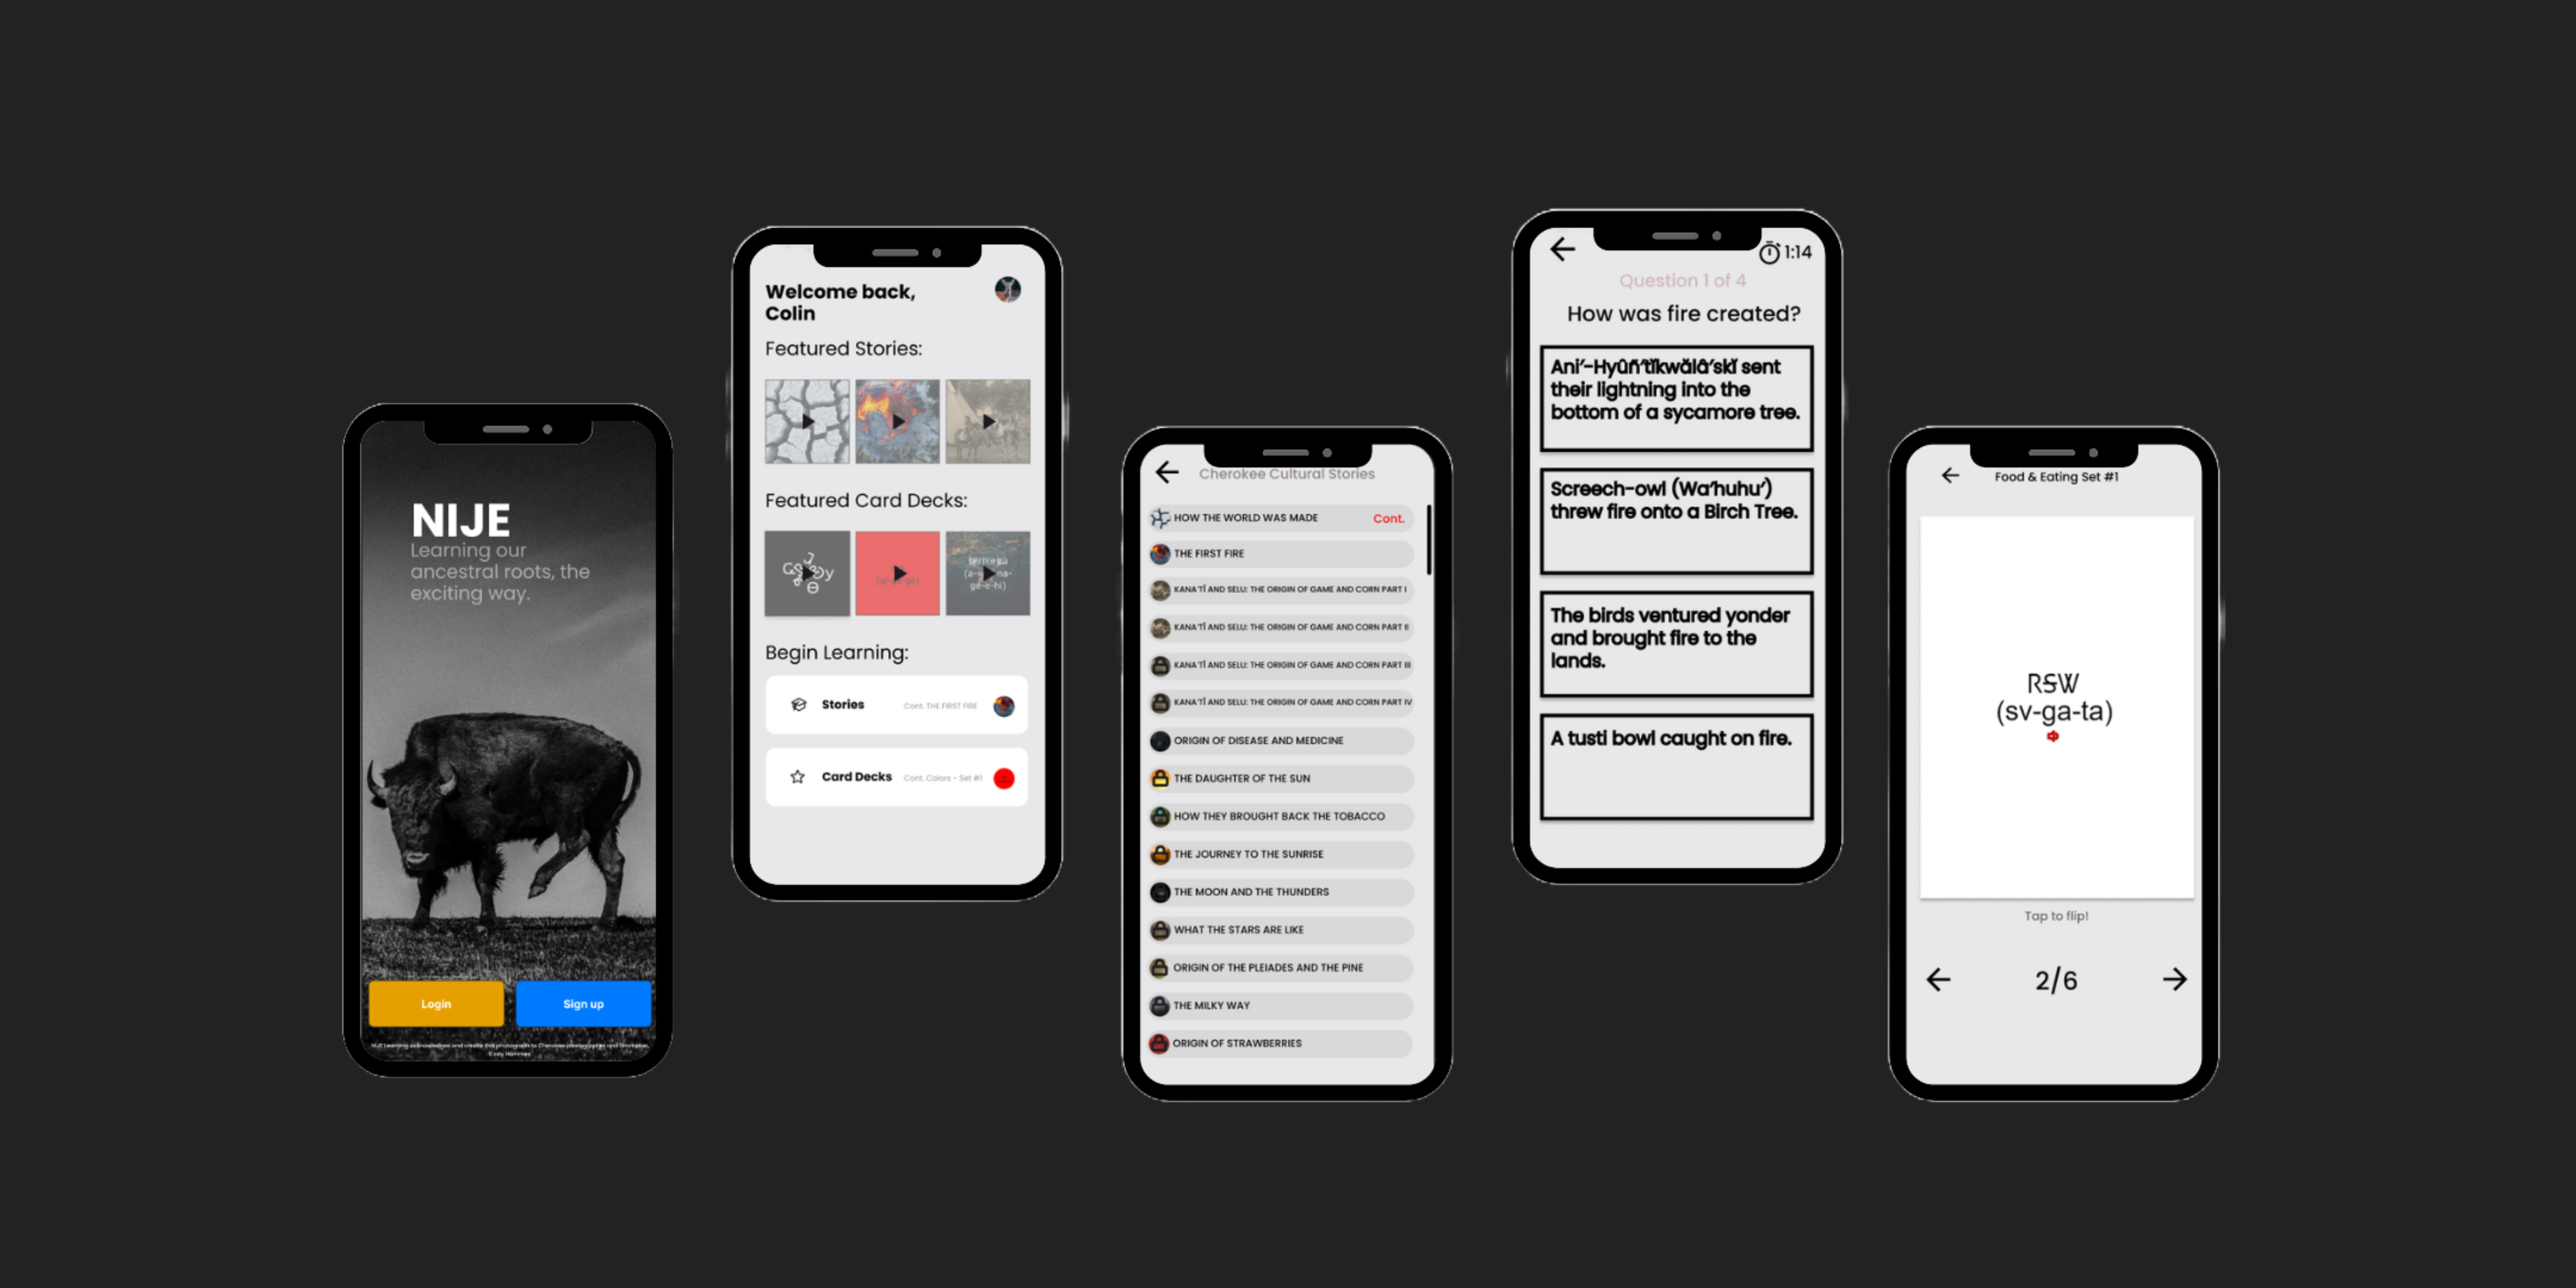 NIJE
Learning our
ancestral roots, the
exciting way.
Login
Sign up
Welcome back,
Colin
Featured Stories:
Featured Card Decks:
Begin Learning:
Stories
Cont. THE FIRST FIRE
Card Decks
Cont. Colors - Set #1
Cherokee Cultural Stories
HOW THE WORLD WAS MADE
Cont.
THE FIRST FIRE
KANA'TĬ AND SELU: THE ORIGIN OF GAME AND CORN PART I
KANA'TĬ AND SELU: THE ORIGIN OF GAME AND CORN PART II
KANA'TĬ AND SELU: THE ORIGIN OF GAME AND CORN PART III
KANA'TĬ AND SELU: THE ORIGIN OF GAME AND CORN PART IV
ORIGIN OF DISEASE AND MEDICINE
THE DAUGHTER OF THE SUN
HOW THEY BROUGHT BACK THE TOBACCO
THE JOURNEY TO THE SUNRISE
THE MOON AND THE THUNDERS
WHAT THE STARS ARE LIKE
ORIGIN OF THE PLEIADES AND THE PINE
THE MILKY WAY
ORIGIN OF STRAWBERRIES
1:14
Question 1 of 4
How was fire created?
Ani′-Hyûñ′tĭkwălâ′skĭ sent
their lightning into the
bottom of a sycamore tree.
Screech-owl (Wa′huhu′)
threw fire onto a Birch Tree.
The birds ventured yonder
and brought fire to the
lands.
A tusti bowl caught on fire.
Food & Eating Set #1
ᎡᎦᏔ
(sv-ga-ta)
Tap to flip!
2/6